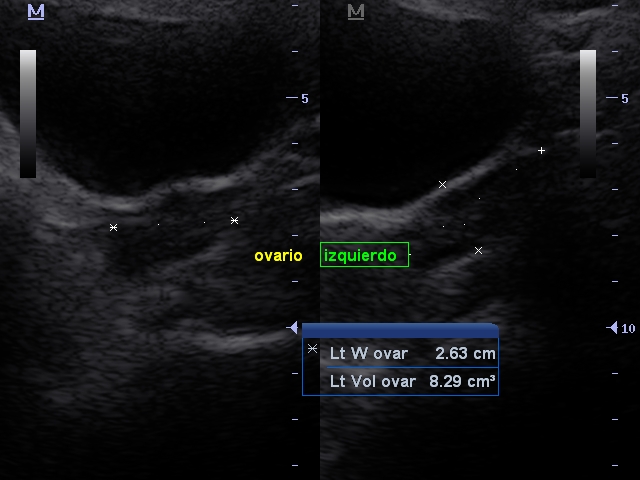 M M
5 5
ovario izquierdo
10
Lt W ovar 2.63 cm
Lt Vol ovar 8.29 cm³